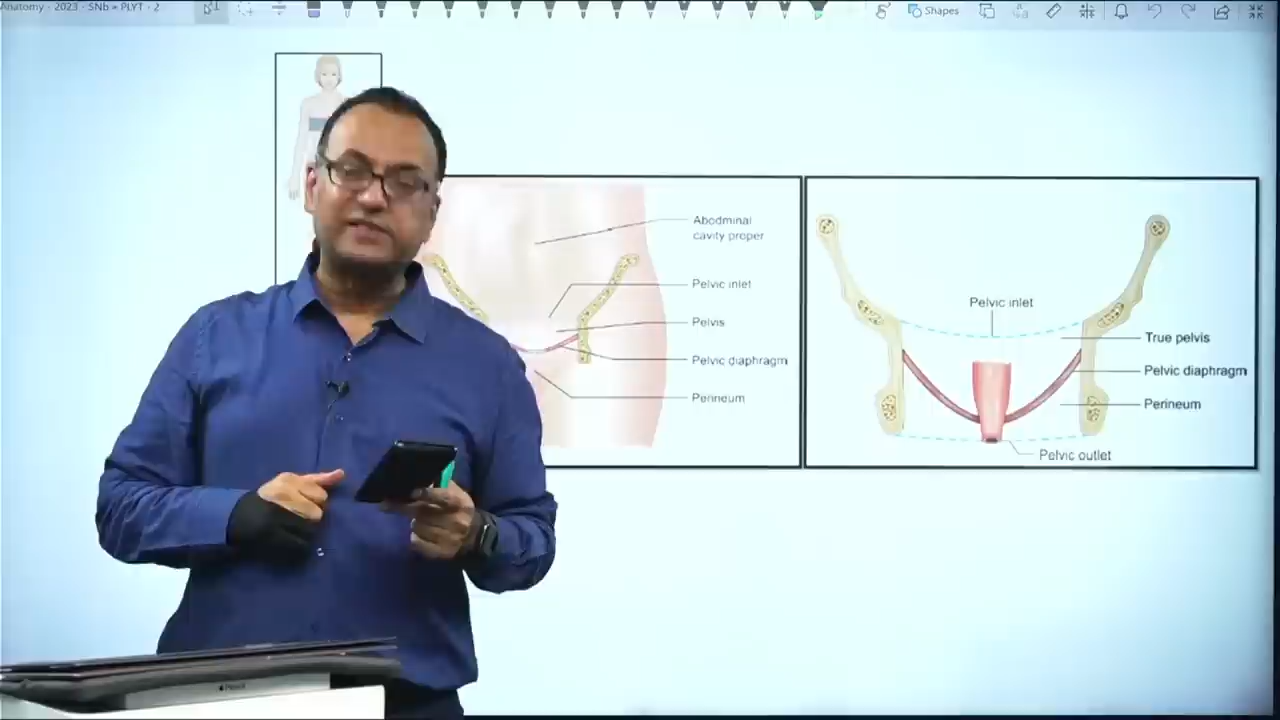 Anatomy - 2023 - SNb » PLYT - 2
Shapes
Abodminal
cavity proper
Pelvic inlet
Pelvis
Pelvic diaphragm
Perineum
Pelvic inlet
True pelvis
Pelvic diaphragm
Perineum
Pelvic outlet